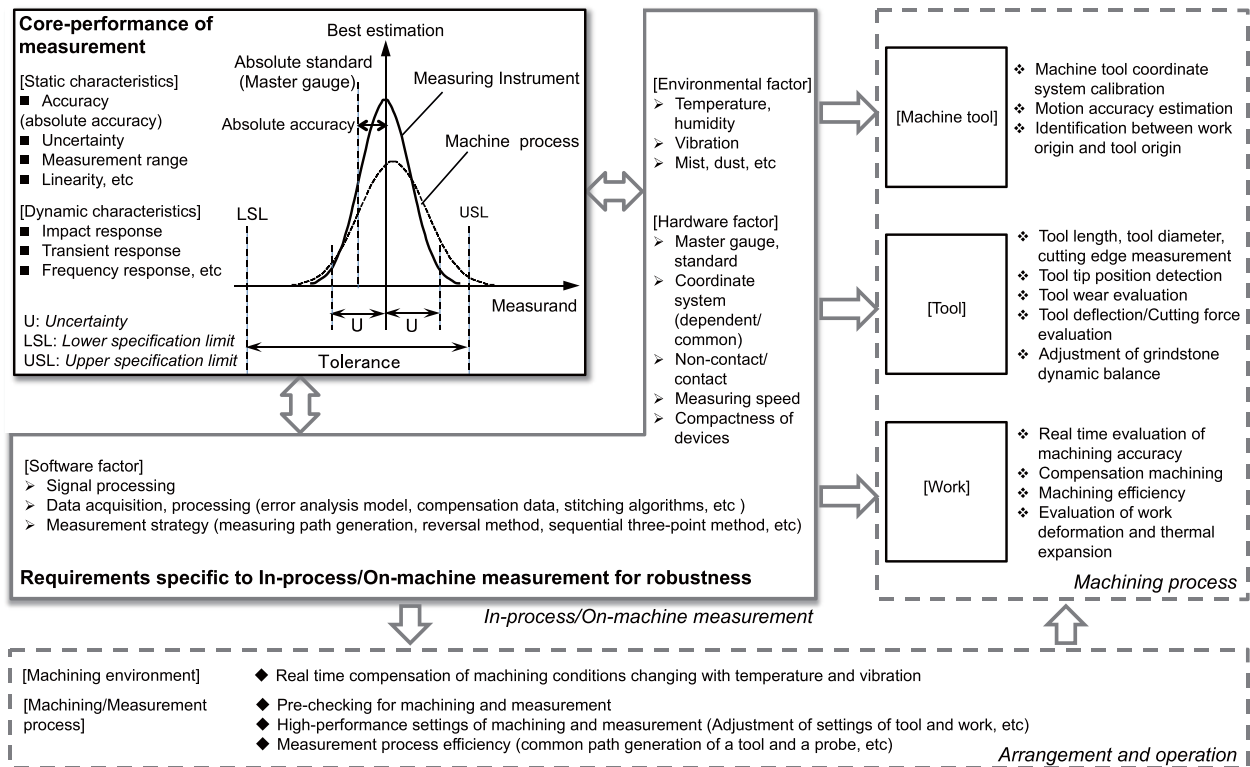 Core-performance of
measurement
[Static characteristics]
■ Accuracy
(absolute accuracy)
■ Uncertainty
■ Measurement range
■ Linearity, etc
[Dynamic characteristics]
■ Impact response
■ Transient response
■ Frequency response, etc
U: Uncertainty
LSL: Lower specification limit
USL: Upper specification limit
Best estimation
Absolute standard
(Master gauge)
Measuring Instrument
Absolute accuracy
Machine process
LSL
USL
Measurand
U
U
Tolerance
[Environmental factor]
➢ Temperature,
humidity
➢ Vibration
➢ Mist, dust, etc
[Hardware factor]
➢ Master gauge,
standard
➢ Coordinate
system
(dependent/
common)
➢ Non-contact/
contact
➢ Measuring speed
➢ Compactness of
devices
[Software factor]
➢ Signal processing
➢ Data acquisition, processing (error analysis model, compensation data, stitching algorithms, etc )
➢ Measurement strategy (measuring path generation, reversal method, sequential three-point method, etc)
Requirements specific to In-process/On-machine measurement for robustness
In-process/On-machine measurement
[Machine tool]
❖ Machine tool coordinate
system calibration
❖ Motion accuracy estimation
❖ Identification between work
origin and tool origin
[Tool]
❖ Tool length, tool diameter,
cutting edge measurement
❖ Tool tip position detection
❖ Tool wear evaluation
❖ Tool deflection/Cutting force
evaluation
❖ Adjustment of grindstone
dynamic balance
[Work]
❖ Real time evaluation of
machining accuracy
❖ Compensation machining
❖ Machining efficiency
❖ Evaluation of work
deformation and thermal
expansion
Machining process
[Machining environment]
◆ Real time compensation of machining conditions changing with temperature and vibration
[Machining/Measurement
process]
◆ Pre-checking for machining and measurement
◆ High-performance settings of machining and measurement (Adjustment of settings of tool and work, etc)
◆ Measurement process efficiency (common path generation of a tool and a probe, etc)
Arrangement and operation